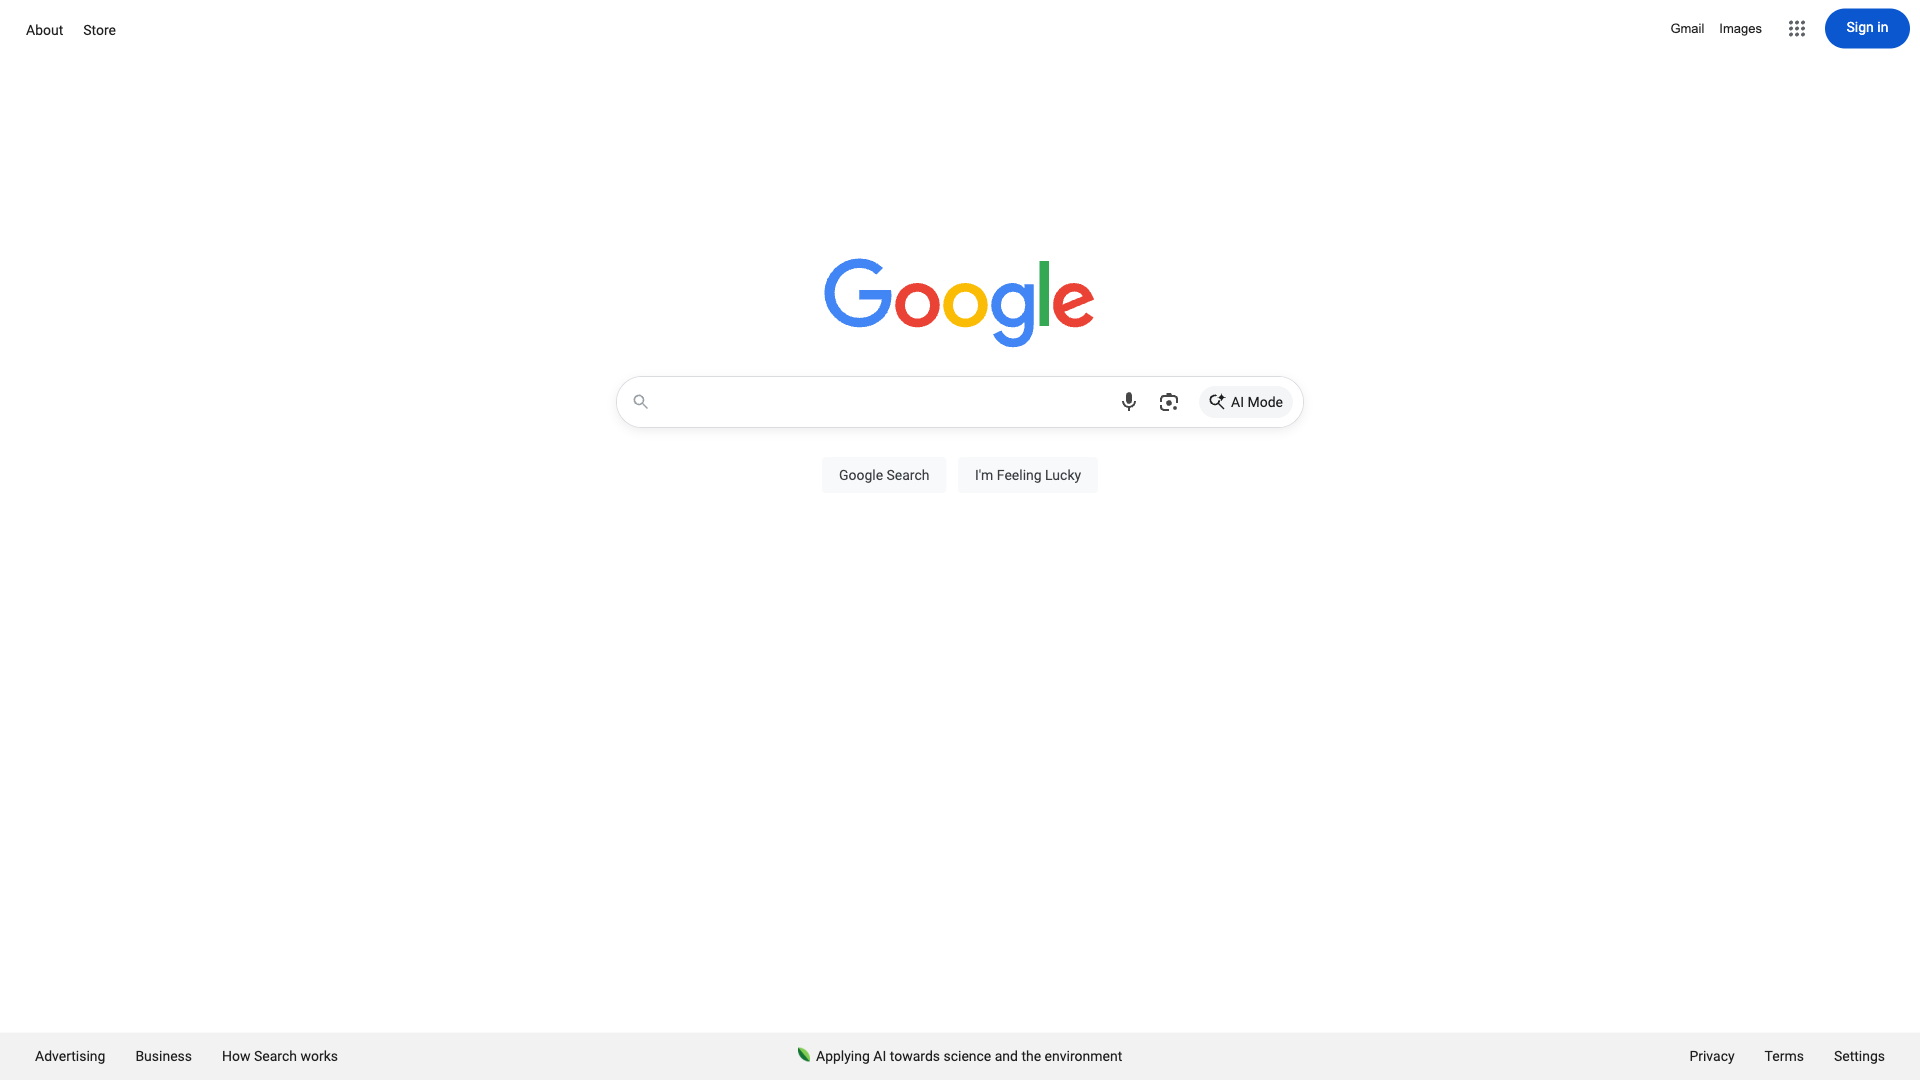 About Store
Gmail Images Sign in
Google
AI Mode
Google Search I'm Feeling Lucky
Advertising Business How Search works
Applying AI towards science and the environment
Privacy Terms Settings